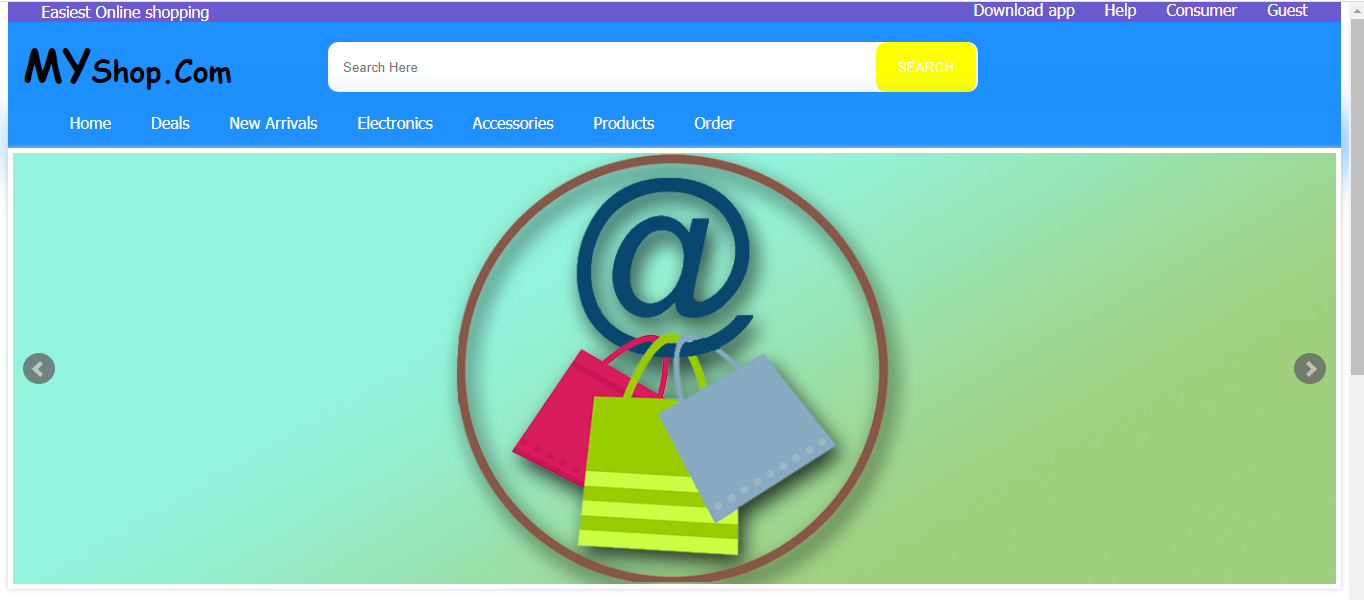 Easiest Online shopping
Download app Help Consumer Guest
MYShop.Com
Search Here
SEARCH
Home Deals New Arrivals Electronics Accessories Products Order
@